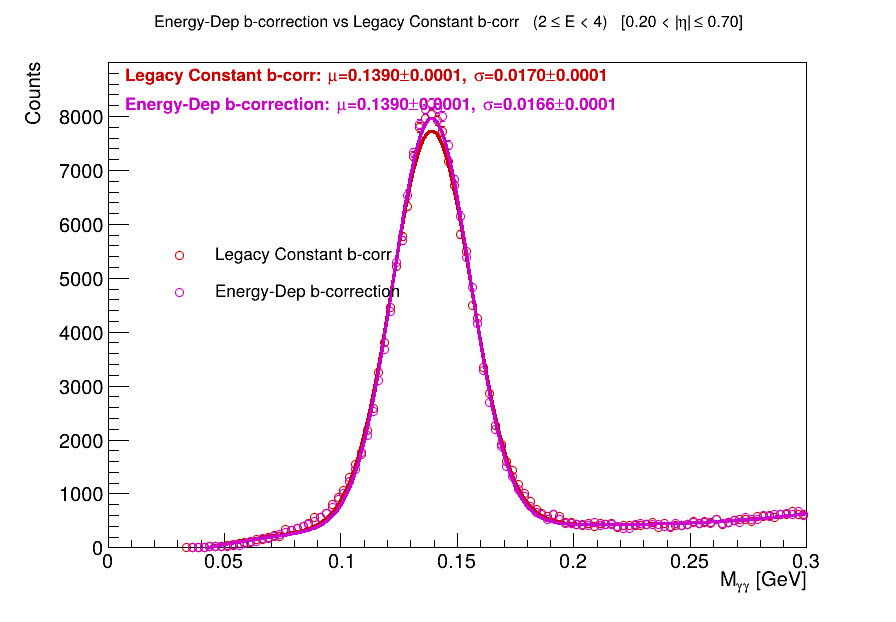 Energy-Dep b-correction vs Legacy Constant b-corr (2 ≤ E < 4) [0.20 < |η| ≤ 0.70]
Counts
Legacy Constant b-corr: μ=0.1390±0.0001, σ=0.0170±0.0001
Energy-Dep b-correction: μ=0.1390±0.0001, σ=0.0166±0.0001
8000
7000
6000
5000
4000
3000
2000
1000
0
Legacy Constant b-corr
Energy-Dep b-correction
0 0.05 0.1 0.15 0.2 0.25 0.3
Mγγ [GeV]